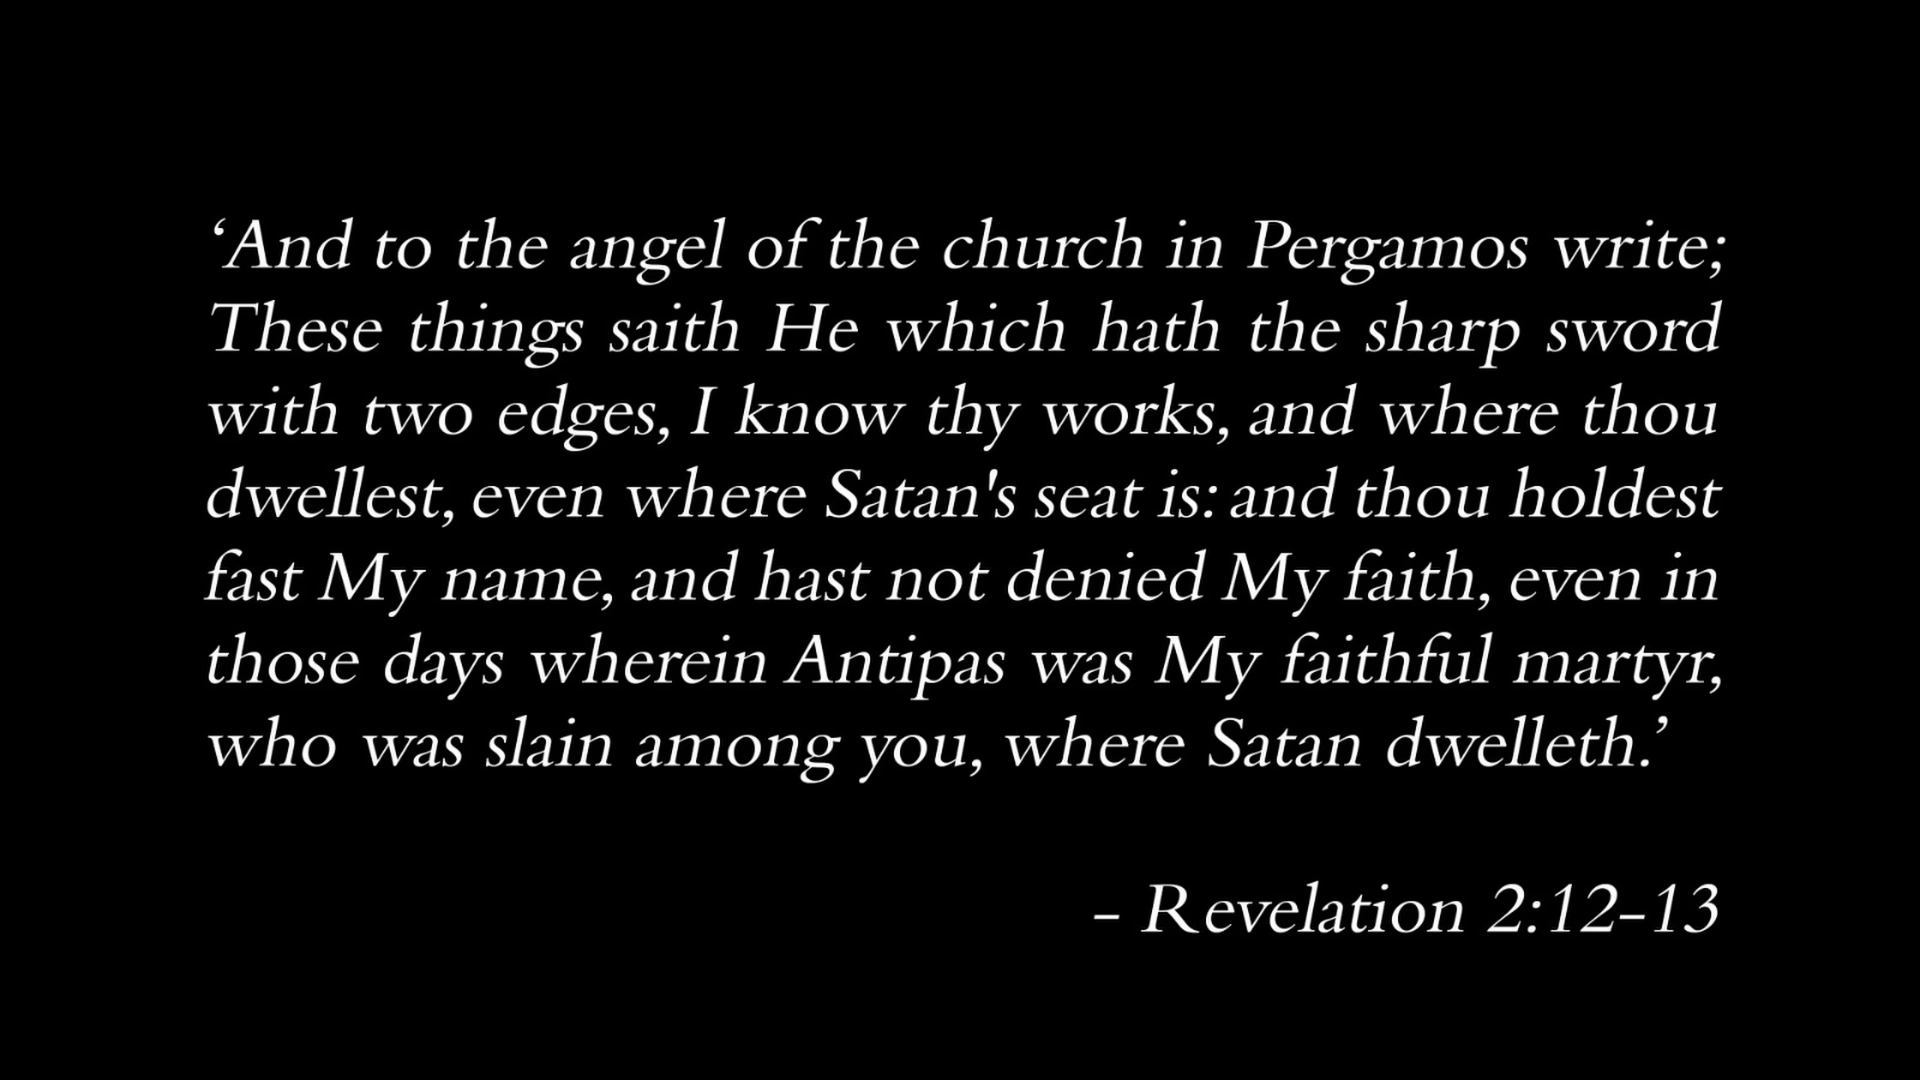 ‘And to the angel of the church in Pergamos write;
These things saith He which hath the sharp sword
with two edges, I know thy works, and where thou
dwellest, even where Satan's seat is: and thou holdest
fast My name, and hast not denied My faith, even in
those days wherein Antipas was My faithful martyr,
who was slain among you, where Satan dwelleth.’
- Revelation 2:12-13